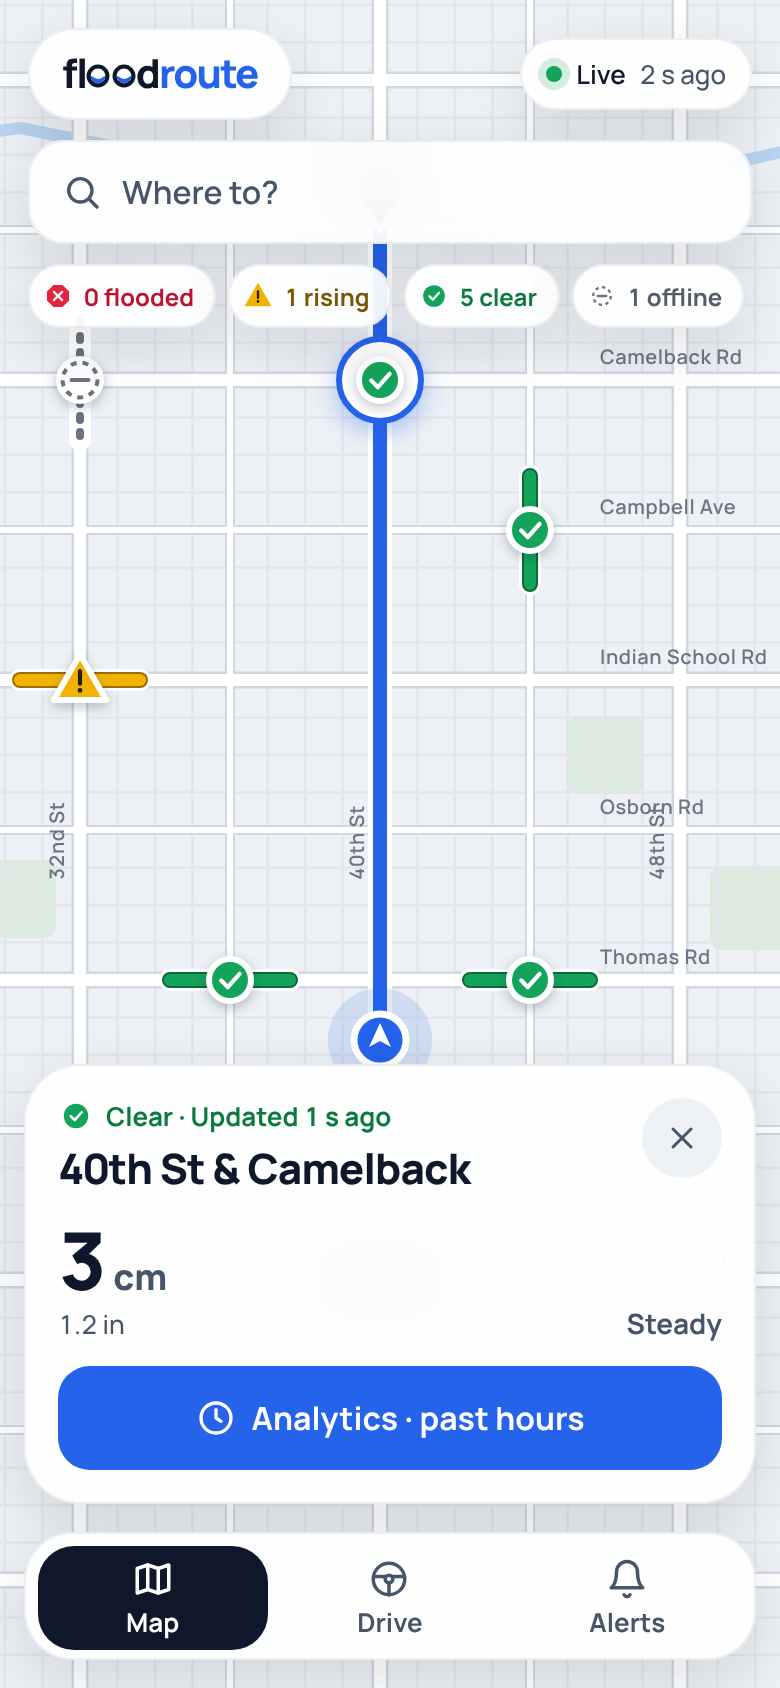 floodroute
Live 2 s ago
Where to?
0 flooded
1 rising
5 clear
1 offline
Camelback Rd
Campbell Ave
Indian School Rd
Osborn Rd
32nd St
40th St
48th St
Thomas Rd
Clear · Updated 1 s ago
40th St & Camelback
3 cm
1.2 in
Steady
Analytics · past hours
Map
Drive
Alerts